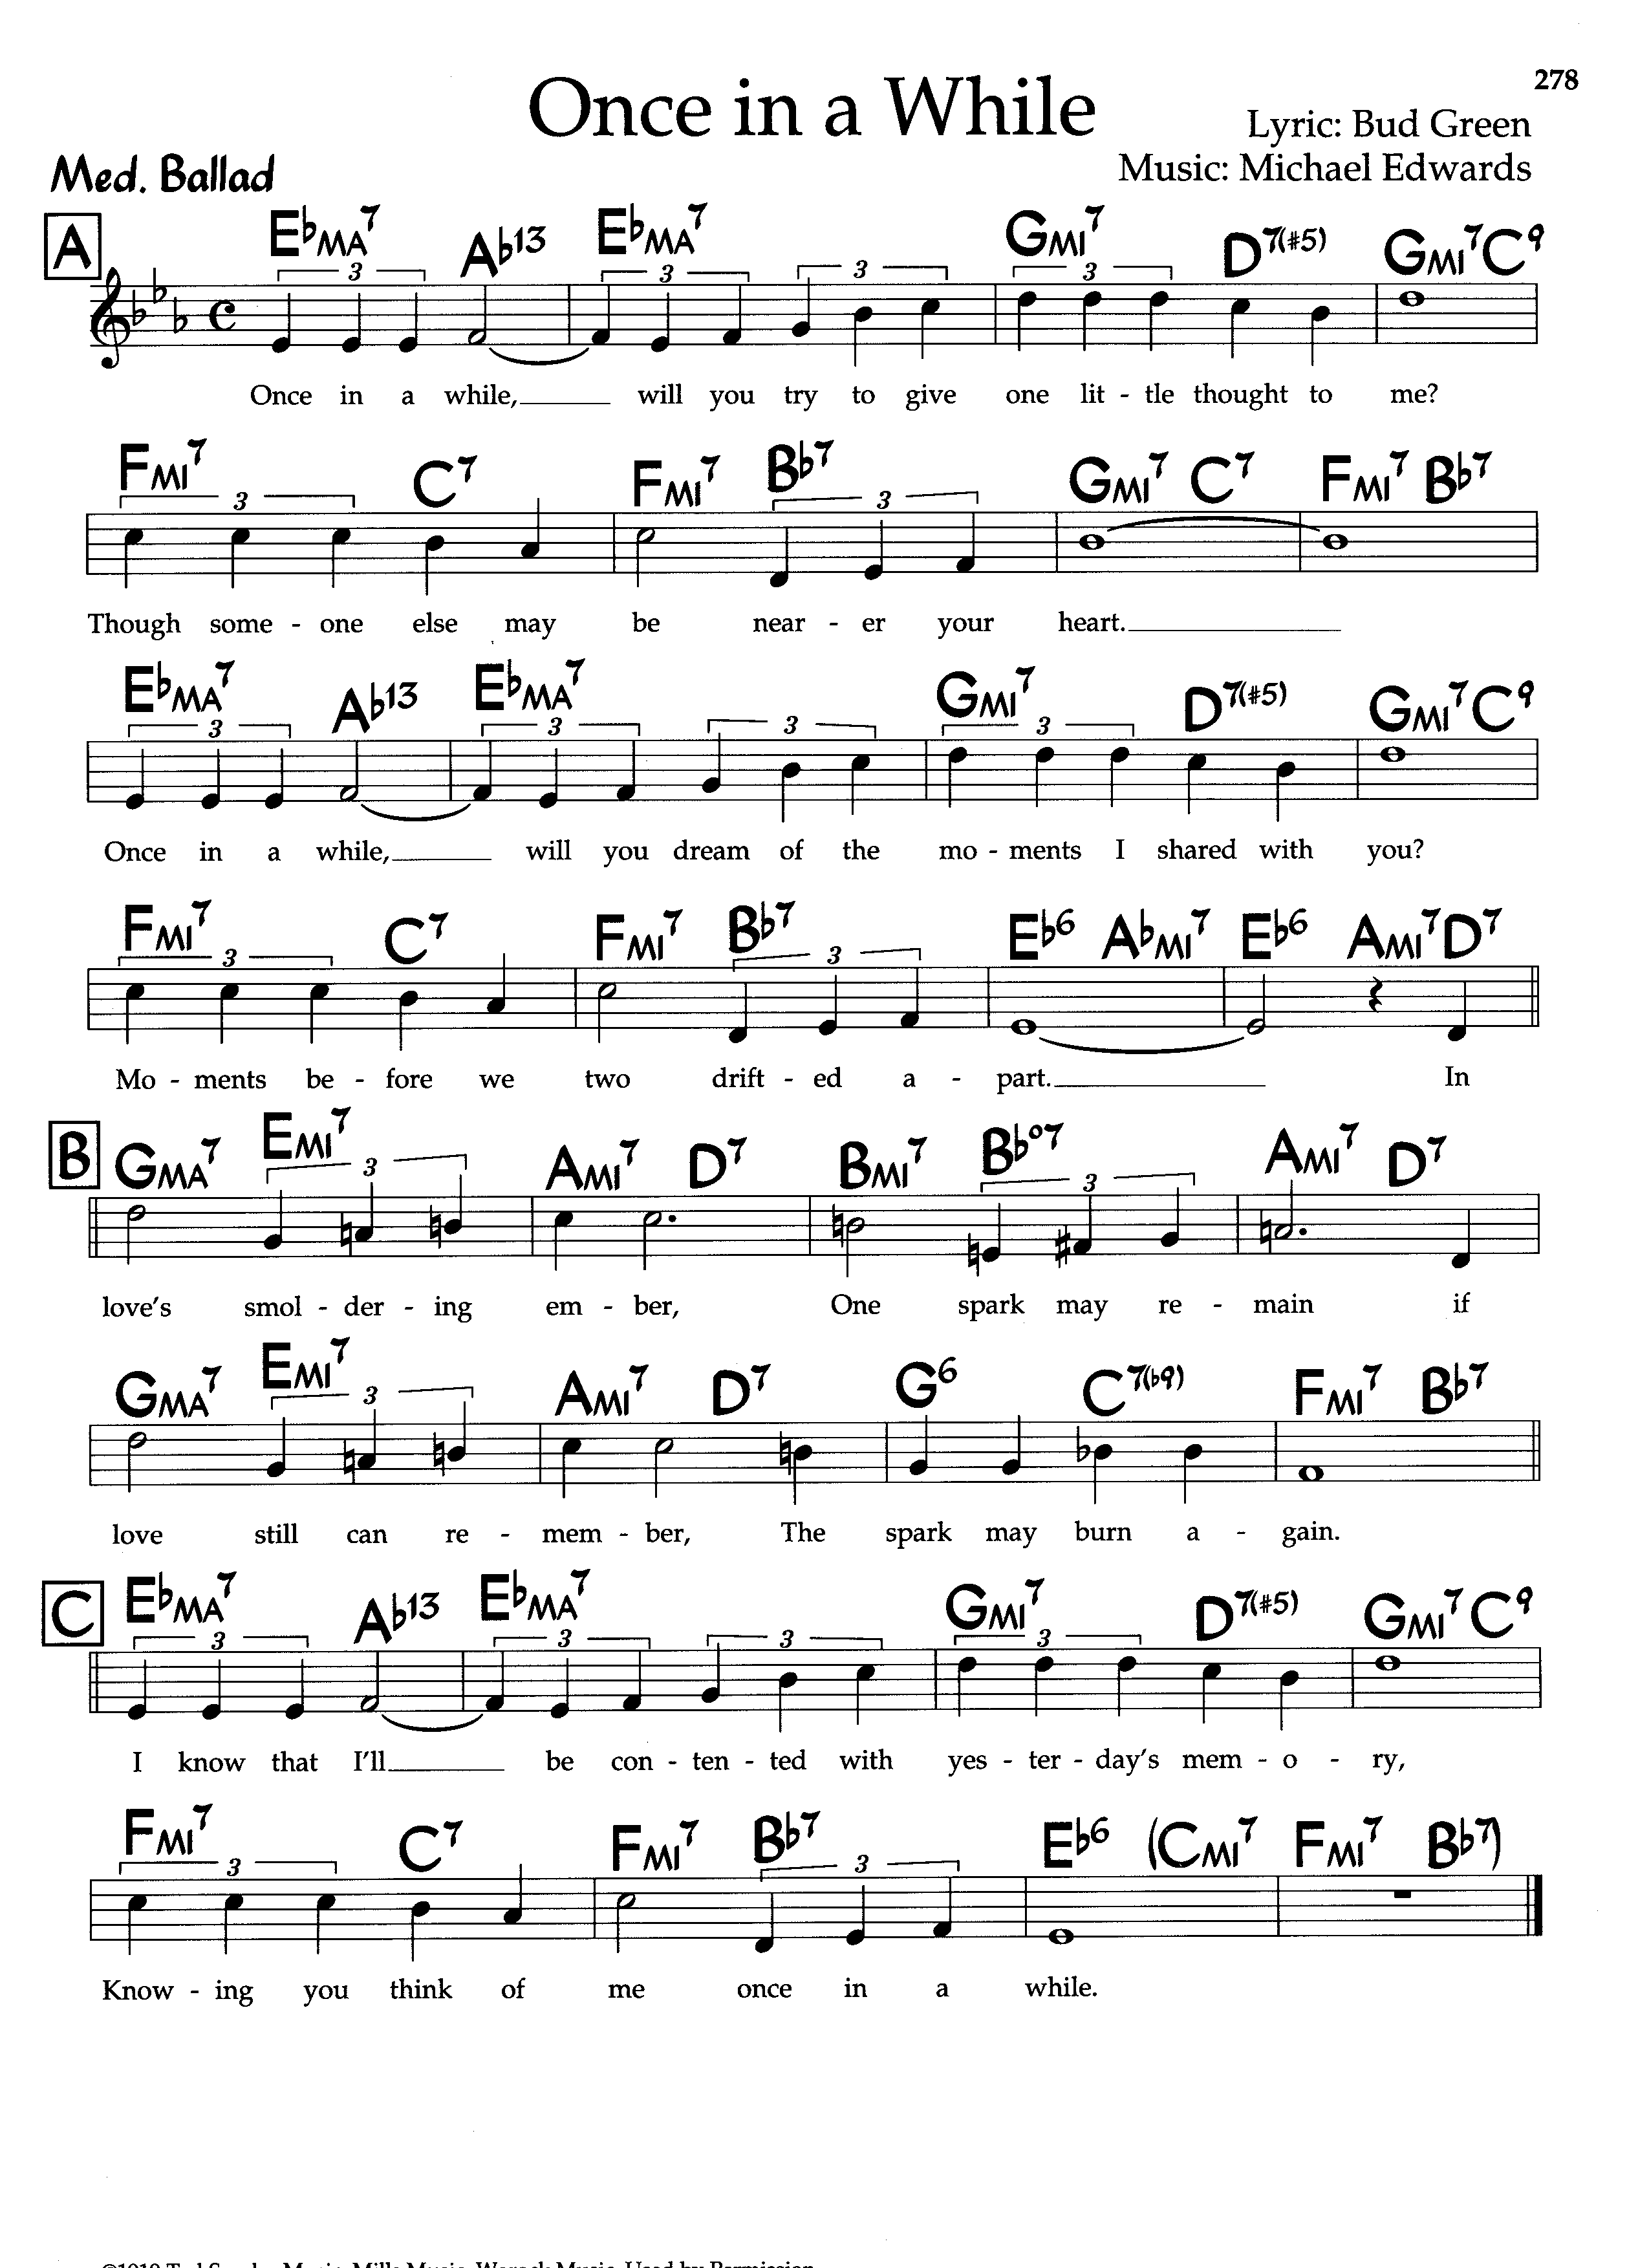 278
Once in a While
Lyric: Bud Green
Music: Michael Edwards
Med. Ballad
A
E♭MA7 A♭13 E♭MA7 GMI7 D7(♯5) GMI7 C9
3 3 3 3
Once in a while,____ will you try to give one lit - tle thought to me?
FMI7 C7 FMI7 B♭7 GMI7 C7 FMI7 B♭7
3 3
Though some - one else may be near - er your heart.____
E♭MA7 A♭13 E♭MA7 GMI7 D7(♯5) GMI7 C9
3 3 3 3
Once in a while,____ will you dream of the mo - ments I shared with you?
FMI7 C7 FMI7 B♭7 E♭6 A♭MI7 E♭6 AMI7 D7
3 3
Mo - ments be - fore we two drift - ed a - part.____ In
B
GMA7 EMI7 AMI7 D7 BMI7 B♭°7 AMI7 D7
3 3
love's smol - der - ing em - ber, One spark may re - main if
GMA7 EMI7 AMI7 D7 G6 C7(♭9) FMI7 B♭7
3
love still can re - mem - ber, The spark may burn a - gain.
C
E♭MA7 A♭13 E♭MA7 GMI7 D7(♯5) GMI7 C9
3 3 3 3
I know that I'll____ be con - ten - ted with yes - ter - day's mem - o - ry,
FMI7 C7 FMI7 B♭7 E♭6 (CMI7 FMI7 B♭7)
3 3
Know - ing you think of me once in a while.